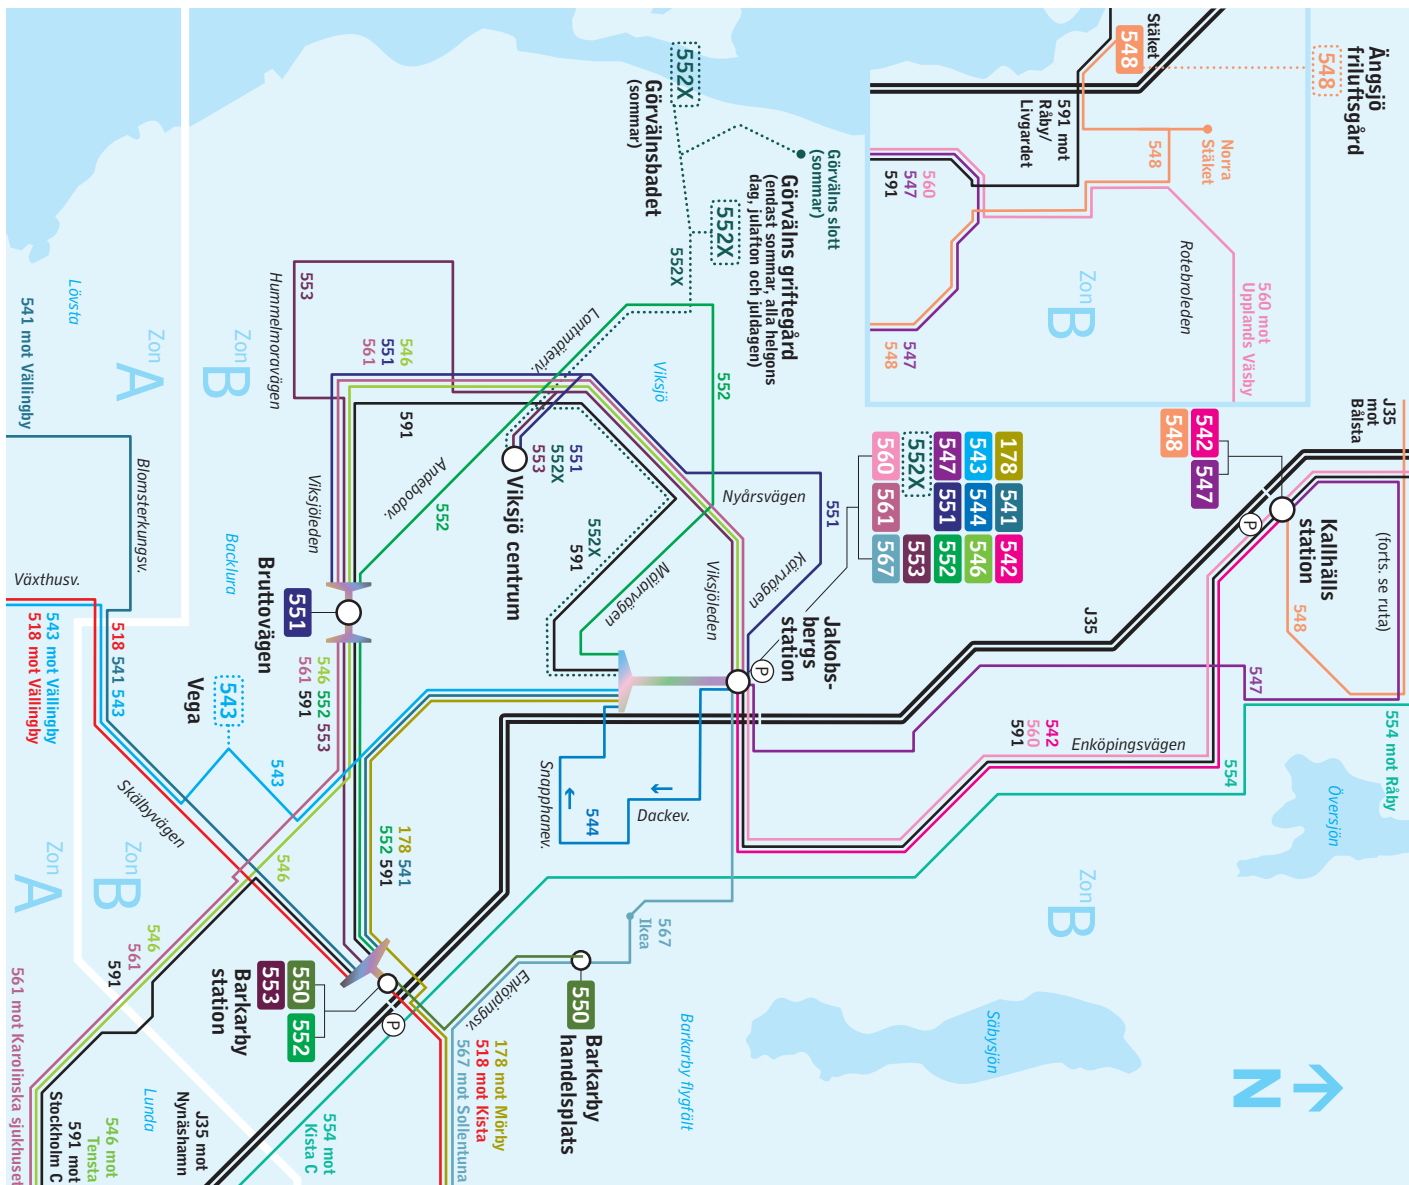 J35
mot
Bålsta
554 mot Råby
(forts. se ruta)
Ängsjö
friluftsgård
548
Kallhälls
station
548
P
Översjön
N
560 mot
Upplands Väsby
547
554
Norra
Stäket
Rotebroleden
542
547
548
Stäket
548
548
Zon
B
591 mot
Råby/
Livgardet
J35
Enköpingsvägen
542
560
591
Zon
B
560
547
591
547
548
178
541
542
543
544
546
547
551
552
552X
553
560
561
567
Säbysjön
Görvälns slott
(sommar)
551
Jakobs-
bergs
station
P
Görvälns griftegård
(endast sommar, alla helgons
dag, julafton och juldagen)
552X
Kärrvägen
Nyårsvägen
552
Viksjöleden
552X
552X
Görvälnsbadet
(sommar)
Viksjö
Mälarvägen
Dackev.
567
Ikea
Barkarby flygfält
Lantmäteriv.
552X
591
544
Snapphanev.
550
Barkarby
handelsplats
551
552X
553
Viksjö centrum
Enköpingsv.
178 mot Mörby
518 mot Kista
567 mot Sollentuna
552
Andebodav.
591
546
551
561
178 541
552 591
P
554 mot
Kista C
553
Hummelmoravägen
Viksjöleden
551
Bruttovägen
546 552 553
561 591
543
546
550
552
553
Barkarby
station
Zon
B
Backlura
543
Vega
J35 mot
Nynäshamn
Zon
A
Blomsterkungsv.
518 541 543
Skälbyvägen
Zon
B
546
561
591
Lunda
Lövsta
541 mot Vällingby
Växthusv.
543 mot Vällingby
518 mot Vällingby
Zon
A
546 mot
Tensta
591 mot
Stockholm C
561 mot Karolinska sjukhuset